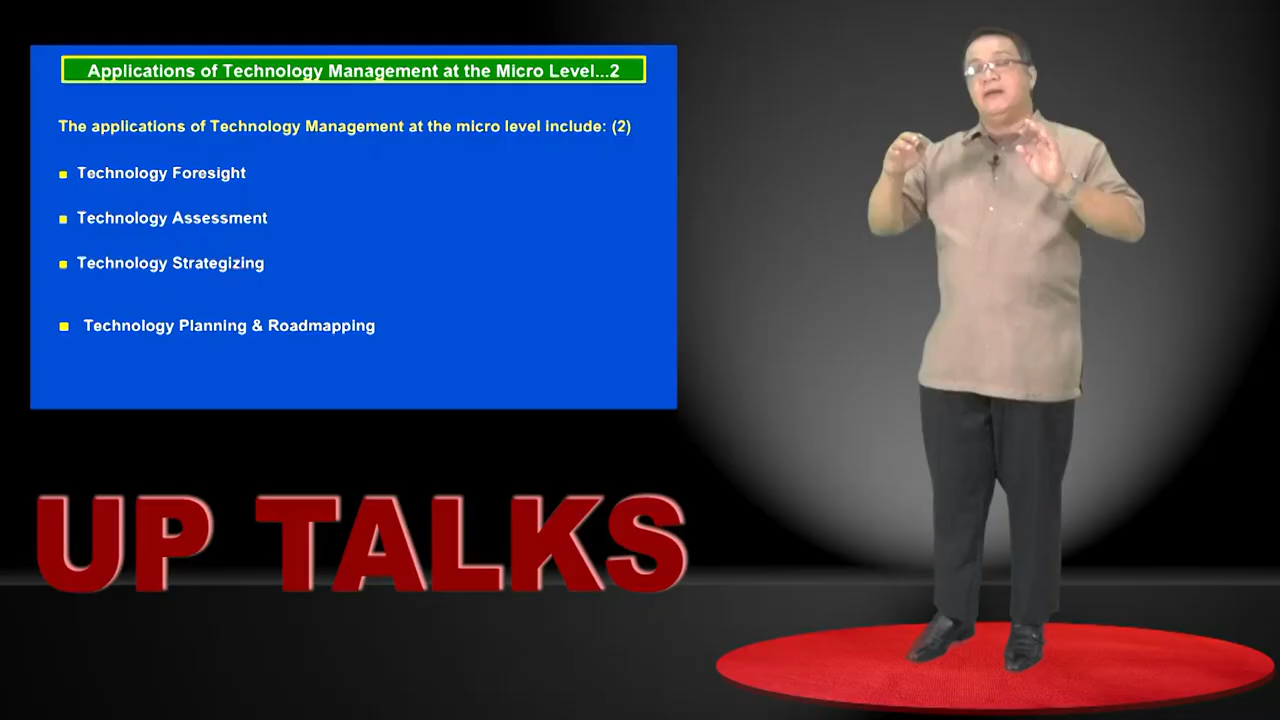 Applications of Technology Management at the Micro Level...2
The applications of Technology Management at the micro level include: (2)
Technology Foresight
Technology Assessment
Technology Strategizing
Technology Planning & Roadmapping
UP TALKS